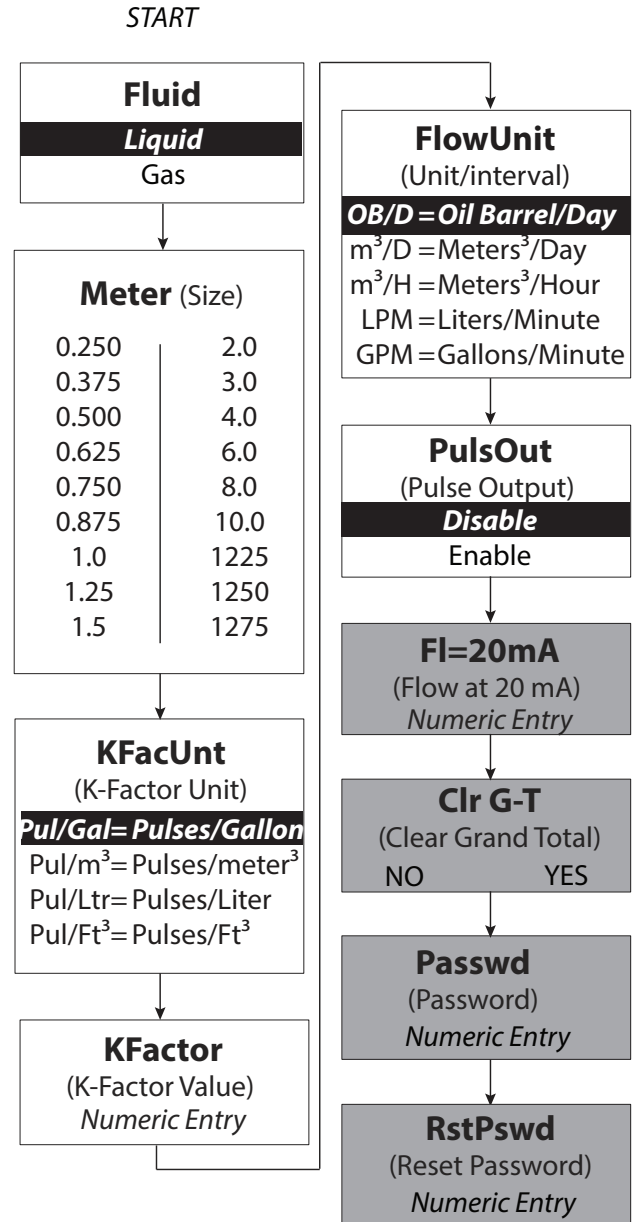 START
Fluid
Liquid
Gas
Meter (Size)
0.250 2.0
0.375 3.0
0.500 4.0
0.625 6.0
0.750 8.0
0.875 10.0
1.0 1225
1.25 1250
1.5 1275
KFacUnt
(K-Factor Unit)
Pul/Gal= Pulses/Gallon
Pul/m³= Pulses/meter³
Pul/Ltr= Pulses/Liter
Pul/Ft³= Pulses/Ft³
KFactor
(K-Factor Value)
Numeric Entry
FlowUnit
(Unit/interval)
OB/D =Oil Barrel/Day
m³/D =Meters³/Day
m³/H =Meters³/Hour
LPM =Liters/Minute
GPM =Gallons/Minute
PulsOut
(Pulse Output)
Disable
Enable
Fl=20mA
(Flow at 20 mA)
Numeric Entry
Clr G-T
(Clear Grand Total)
NO YES
Passwd
(Password)
Numeric Entry
RstPswd
(Reset Password)
Numeric Entry